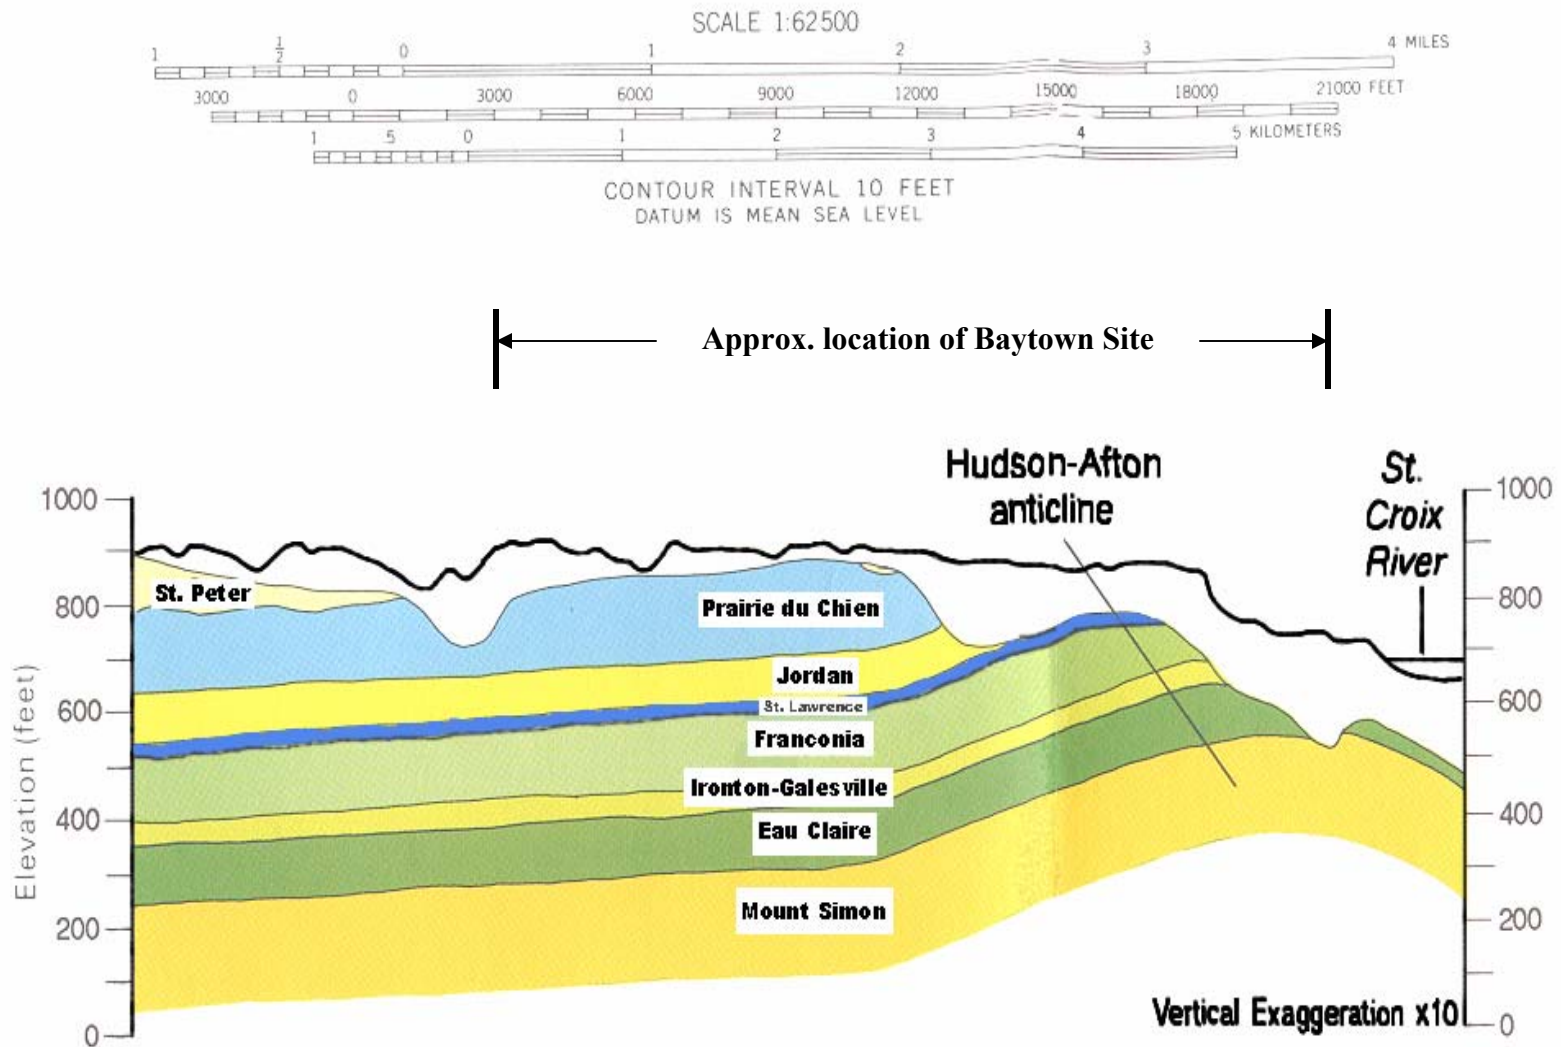 SCALE 1:62500
1 ½ 0 1 2 3 4 MILES
3000 0 3000 6000 9000 12000 15000 18000 21000 FEET
1 .5 0 1 2 3 4 5 KILOMETERS
CONTOUR INTERVAL 10 FEET
DATUM IS MEAN SEA LEVEL
Approx. location of Baytown Site
Hudson-Afton
anticline
St.
Croix
River
1000
800
600
400
200
0
Elevation (feet)
1000
800
600
400
200
0
St. Peter
Prairie du Chien
Jordan
St. Lawrence
Franconia
Ironton-Galesville
Eau Claire
Mount Simon
Vertical Exaggeration x10